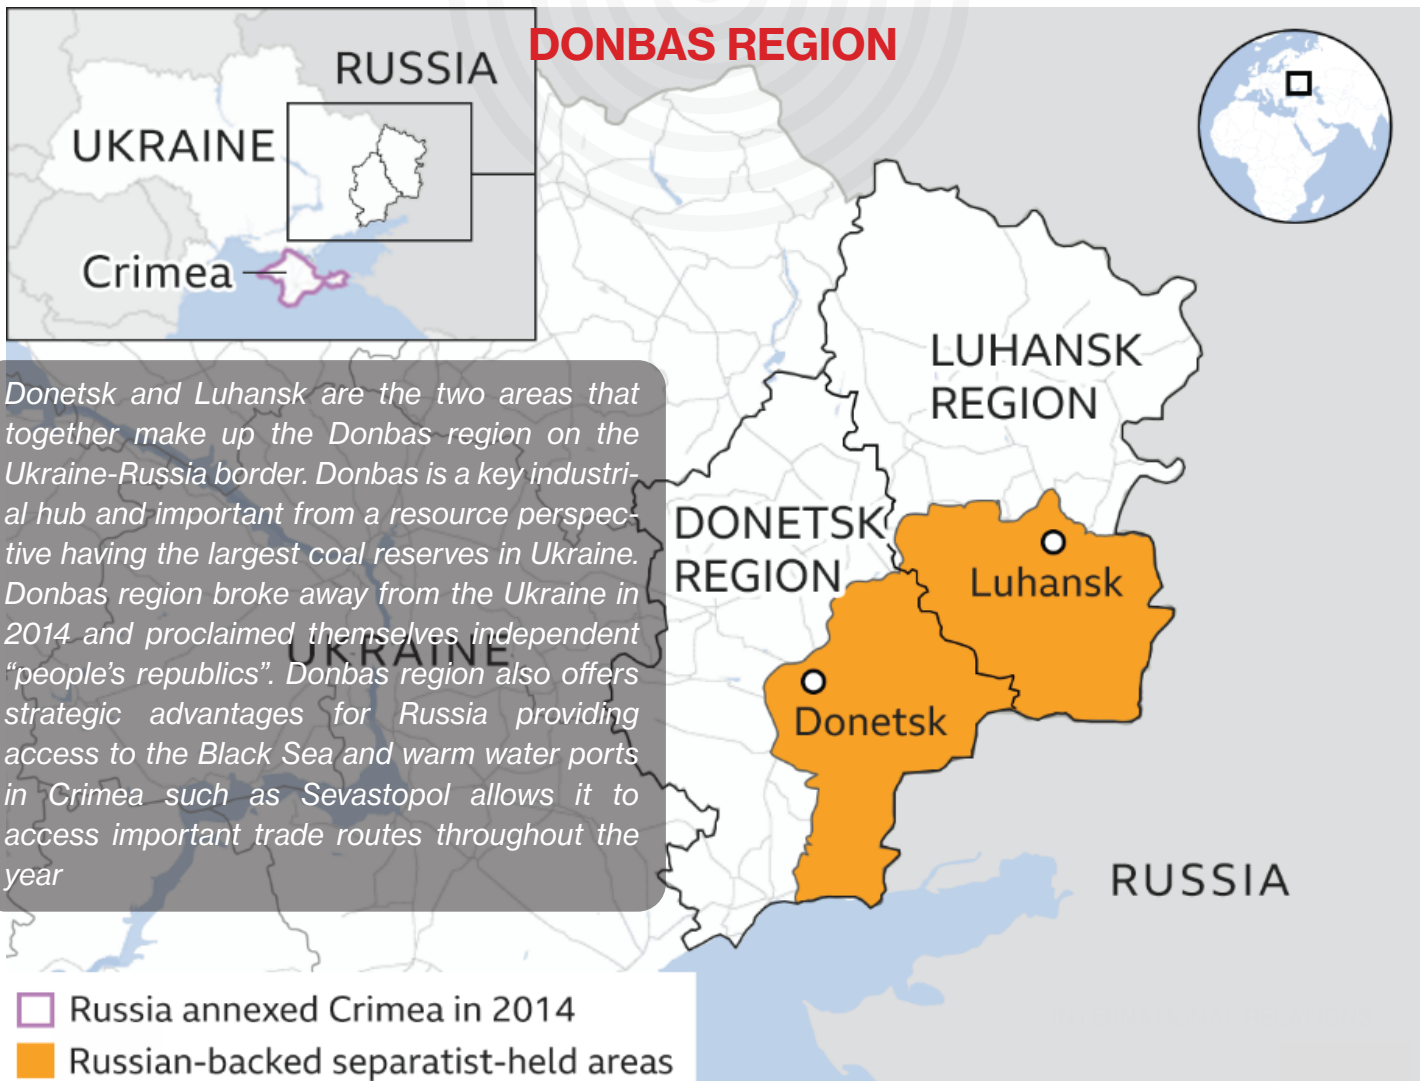 DONBAS REGION
RUSSIA
UKRAINE
Crimea
LUHANSK
REGION
Donetsk and Luhansk are the two areas that
together make up the Donbas region on the
Ukraine-Russia border. Donbas is a key industri-
al hub and important from a resource perspec-
tive having the largest coal reserves in Ukraine.
Donbas region broke away from the Ukraine in
2014 and proclaimed themselves independent
“people’s republics”. Donbas region also offers
strategic advantages for Russia providing
access to the Black Sea and warm water ports
in Crimea such as Sevastopol allows it to
access important trade routes throughout the
year
UKRAINE
DONETSK
REGION
Luhansk
Donetsk
RUSSIA
Russia annexed Crimea in 2014
Russian-backed separatist-held areas